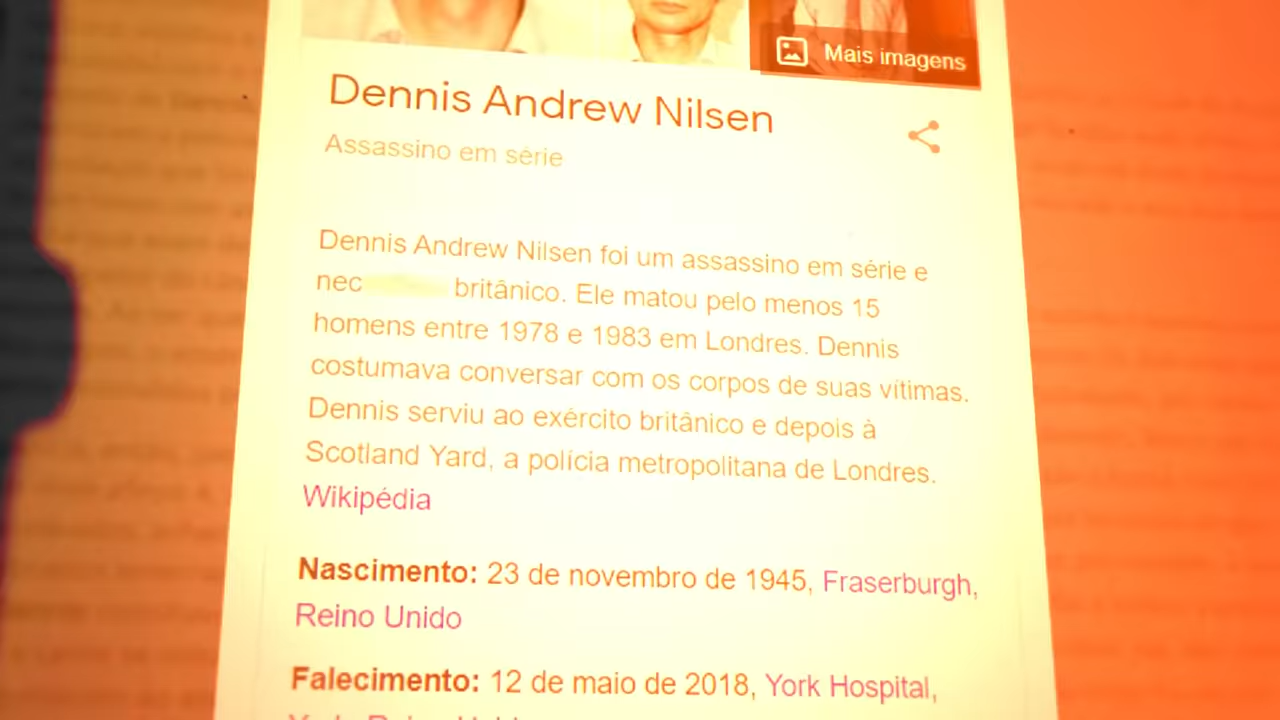 Mais imagens
Dennis Andrew Nilsen
Assassino em série
Dennis Andrew Nilsen foi um assassino em série e
nec britânico. Ele matou pelo menos 15
homens entre 1978 e 1983 em Londres. Dennis
costumava conversar com os corpos de suas vítimas.
Dennis serviu ao exército britânico e depois à
Scotland Yard, a polícia metropolitana de Londres.
Wikipédia
Nascimento: 23 de novembro de 1945, Fraserburgh,
Reino Unido
Falecimento: 12 de maio de 2018, York Hospital,